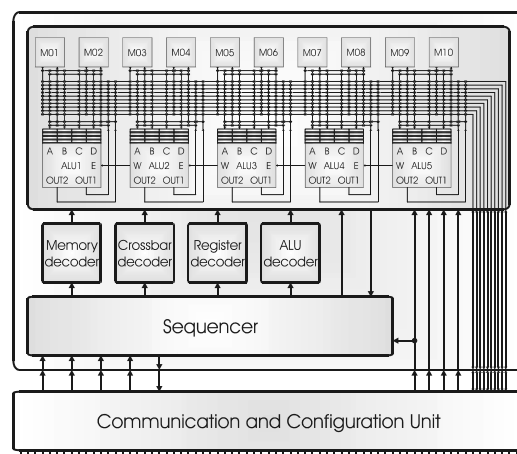 M01 M02 M03 M04 M05 M06 M07 M08 M09 M10
A B C D A B C D A B C D A B C D A B C D
ALU1 E W ALU2 E W ALU3 E W ALU4 E W ALU5
OUT2 OUT1 OUT2 OUT1 OUT2 OUT1 OUT2 OUT1 OUT2 OUT1
Memory Crossbar Register ALU
decoder decoder decoder decoder
Sequencer
Communication and Configuration Unit